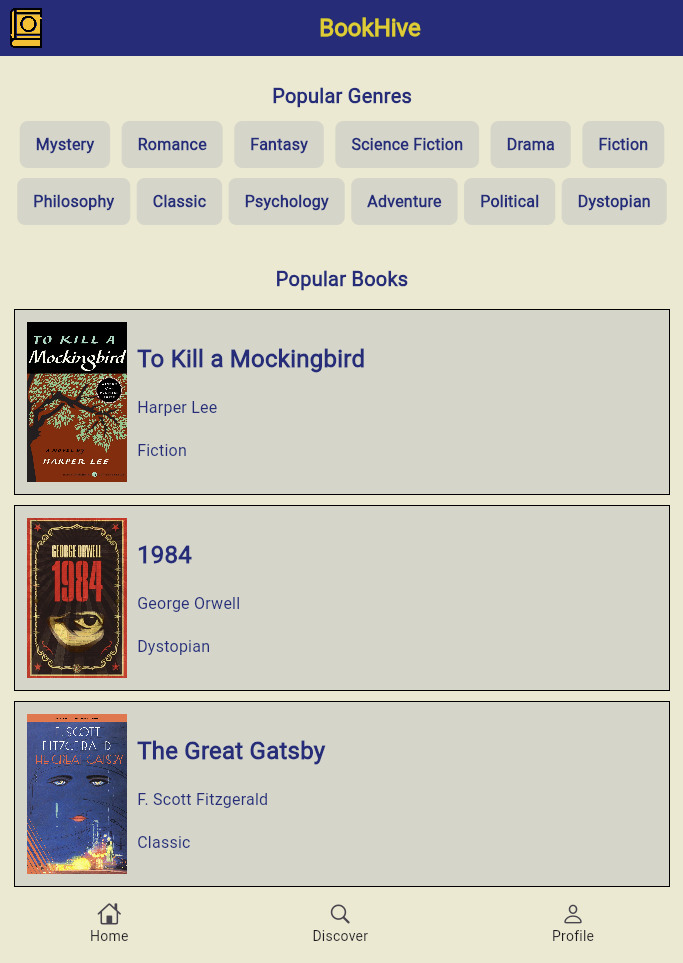 BookHive
Popular Genres
Mystery Romance Fantasy Science Fiction Drama Fiction
Philosophy Classic Psychology Adventure Political Dystopian
Popular Books
TO KILL A
Mockingbird
HARPER LEE
To Kill a Mockingbird
Harper Lee
Fiction
GEORGE ORWELL
1984
1984
George Orwell
Dystopian
F. SCOTT
FITZGERALD
THE GREAT GATSBY
The Great Gatsby
F. Scott Fitzgerald
Classic
Home Discover Profile